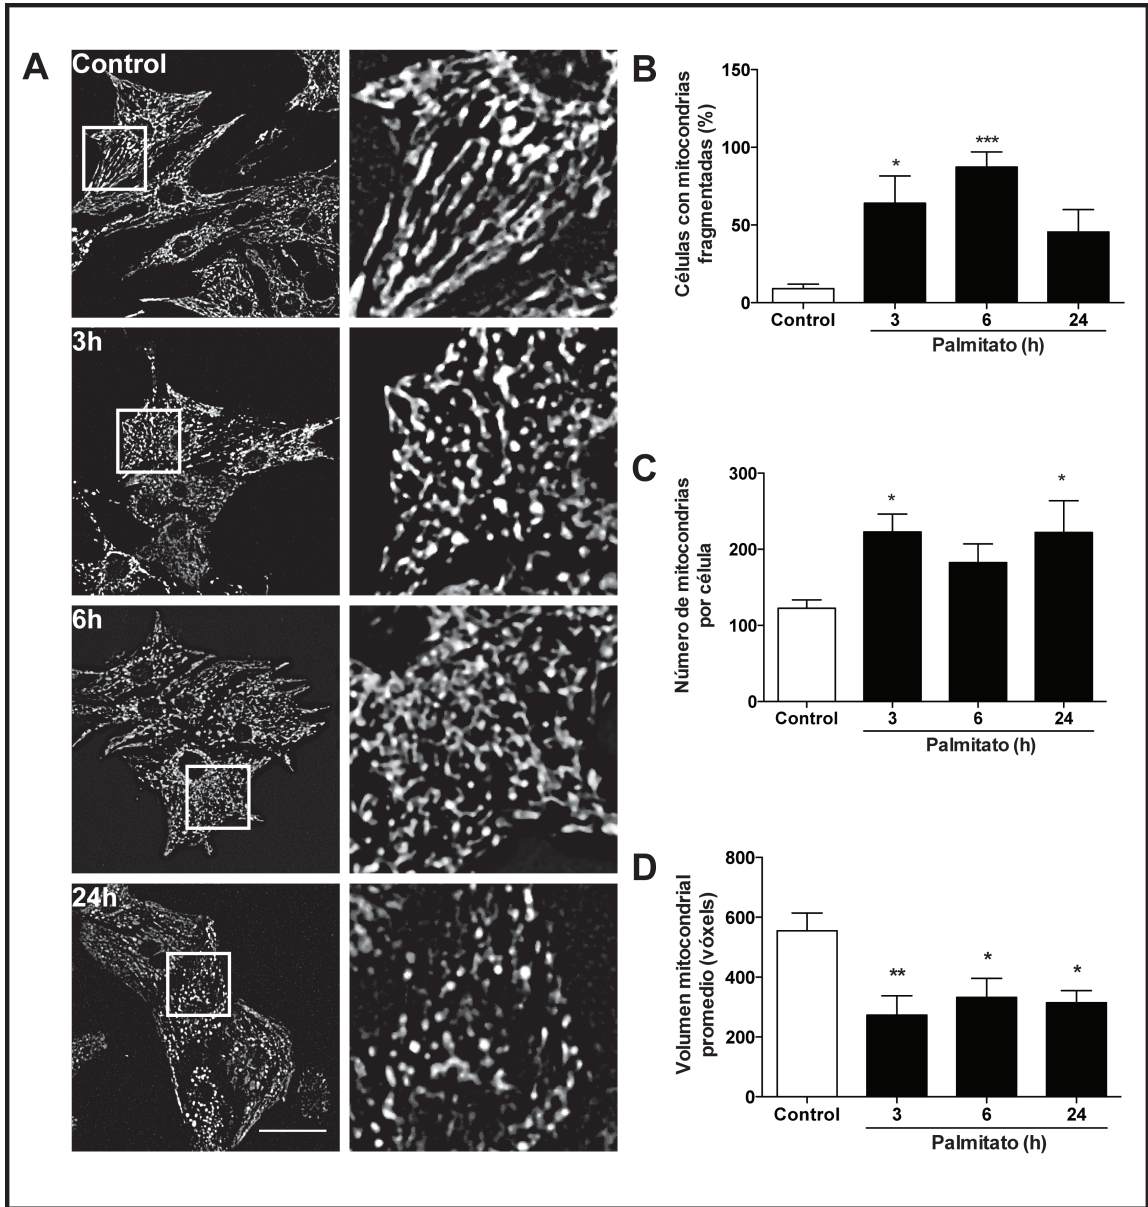 A
Control
3h
6h
24h
B
Células con mitocondrias
fragmentadas (%)
150
100
50
0
*
***
Control
3
6
24
Palmitato (h)
C
Número de mitocondrias
por célula
300
200
100
0
*
*
Control
3
6
24
Palmitato (h)
D
Volumen mitocondrial
promedio (vóxels)
800
600
400
200
0
**
*
*
Control
3
6
24
Palmitato (h)